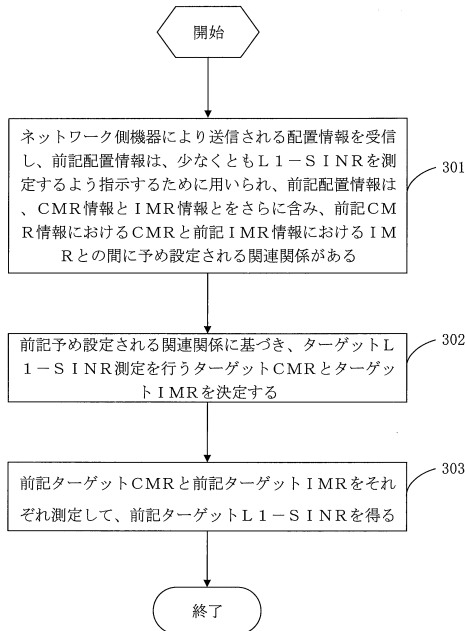 開始
ネットワーク側機器により送信される配置情報を受信
し、前記配置情報は、少なくともL1-SINRを測
定するよう指示するために用いられ、前記配置情報は
、CMR情報とIMR情報とをさらに含み、前記CM
R情報におけるCMRと前記IMR情報におけるIM
Rとの間に予め設定される関連関係がある
301
前記予め設定される関連関係に基づき、ターゲットL
1-SINR測定を行うターゲットCMRとターゲッ
トIMRを決定する
302
前記ターゲットCMRと前記ターゲットIMRをそれ
ぞれ測定して、前記ターゲットL1-SINRを得る
303
終了